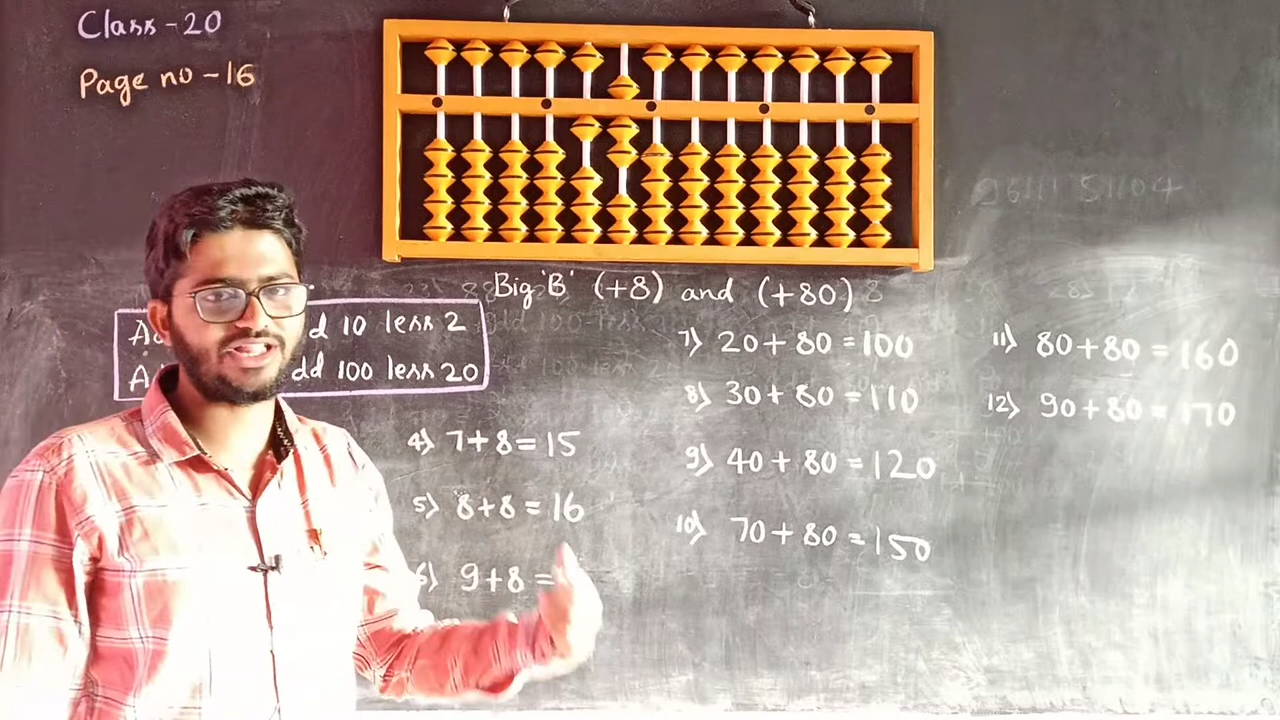 Class-20
Page no-16
96111 51104
Big 'B' (+8) and (+80)
d 10 less 2
dd 100 less 20
4) 7+8=15
5) 8+8=16
6) 9+8=
7) 20+80=100
8) 30+80=110
9) 40+80=120
10) 70+80=150
11) 80+80=160
12) 90+80=170